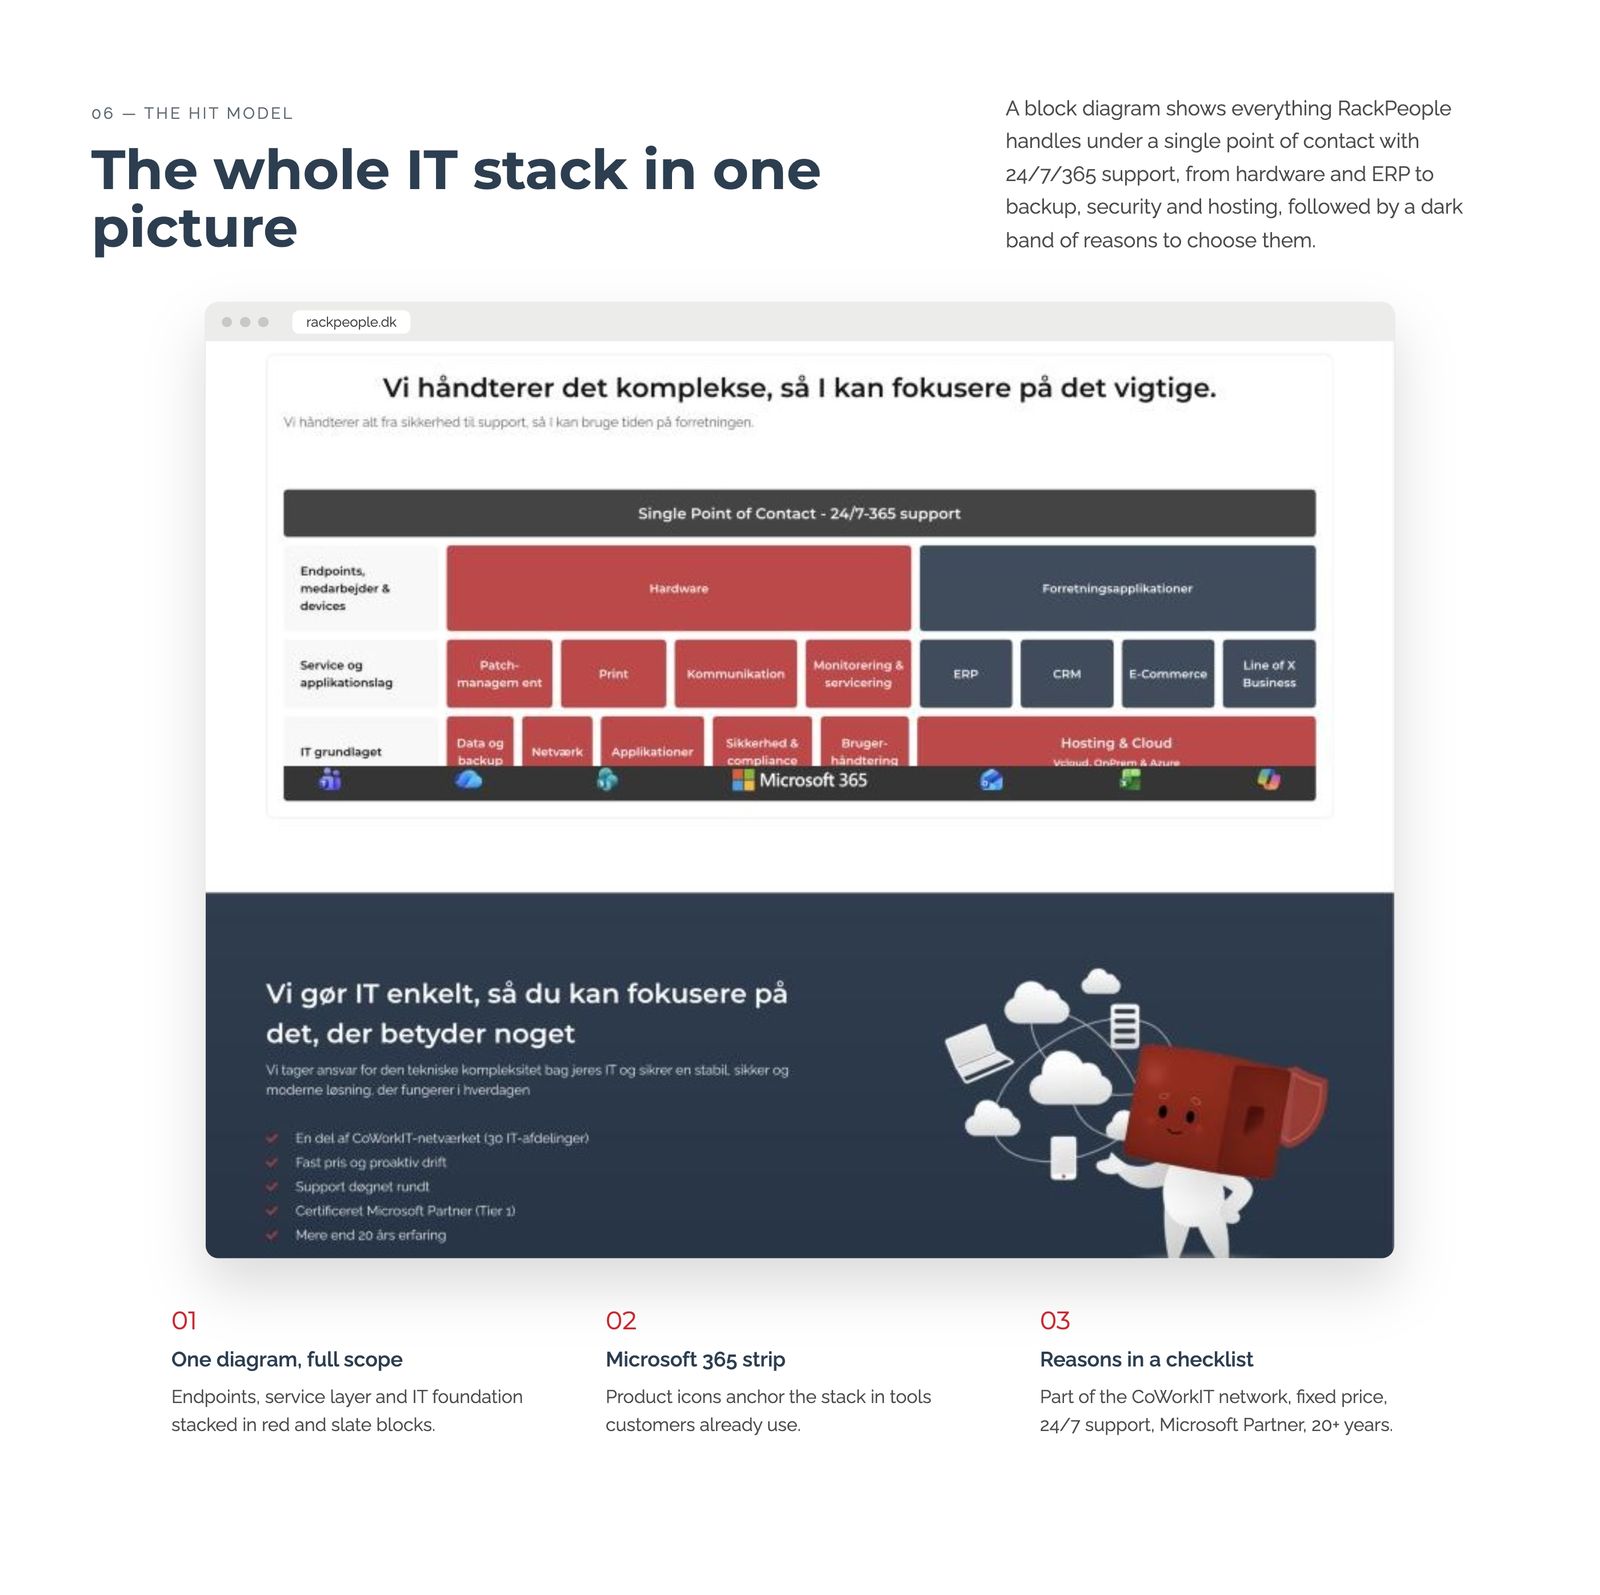 06 — THE HIT MODEL
The whole IT stack in one
picture
A block diagram shows everything RackPeople
handles under a single point of contact with
24/7/365 support, from hardware and ERP to
backup, security and hosting, followed by a dark
band of reasons to choose them.
rackpeople.dk
Vi håndterer det komplekse, så I kan fokusere på det vigtige.
Vi håndterer alt fra sikkerhed til support, så I kan bruge tiden på forretningen.
Single Point of Contact - 24/7-365 support
Endpoints,
medarbejder &
devices
Hardware
Forretningsapplikationer
Service og
applikationslag
Patch-
managem ent
Print
Kommunikation
Monitorering &
servicering
ERP
CRM
E-Commerce
Line of X
Business
IT grundlaget
Data og
backup
Netværk
Applikationer
Sikkerhed &
compliance
Bruger-
håndtering
Hosting & Cloud
Vcloud, OnPrem & Azure
Microsoft 365
Vi gør IT enkelt, så du kan fokusere på
det, der betyder noget
Vi tager ansvar for den tekniske kompleksitet bag jeres IT og sikrer en stabil, sikker og
moderne løsning, der fungerer i hverdagen
En del af CoWorkIT-netværket (30 IT-afdelinger)
Fast pris og proaktiv drift
Support døgnet rundt
Certificeret Microsoft Partner (Tier 1)
Mere end 20 års erfaring
01
One diagram, full scope
Endpoints, service layer and IT foundation
stacked in red and slate blocks.
02
Microsoft 365 strip
Product icons anchor the stack in tools
customers already use.
03
Reasons in a checklist
Part of the CoWorkIT network, fixed price,
24/7 support, Microsoft Partner, 20+ years.